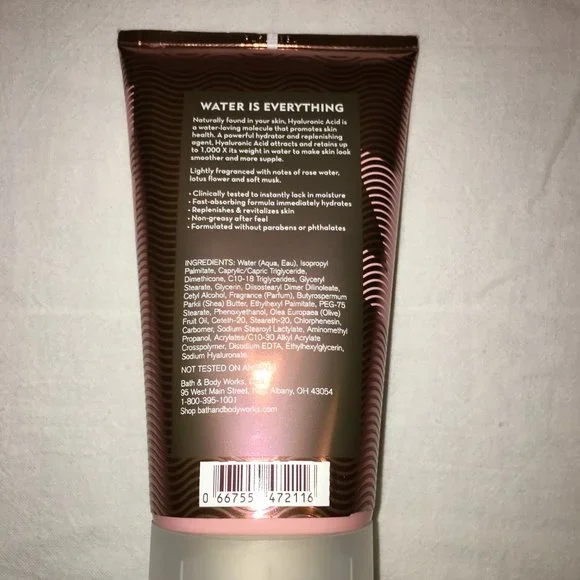 WATER IS EVERYTHING
Naturally found in your skin, Hyaluronic Acid is
a water-loving molecule that promotes skin
health. A powerful hydrator and replenishing
agent, Hyaluronic Acid attracts and retains up
to 1,000 X its weight in water to make skin look
smoother and more supple.
Lightly fragranced with notes of rose water,
lotus flower and soft musk.
• Clinically tested to instantly lock in moisture
• Fast-absorbing formula immediately hydrates
• Replenishes & revitalizes skin
• Non-greasy after feel
• Formulated without parabens or phthalates
INGREDIENTS: Water (Aqua, Eau), Isopropyl
Palmitate, Caprylic/Capric Triglyceride,
Dimethicone, C10-18 Triglycerides, Glyceryl
Stearate, Glycerin, Diisostearyl Dimer Dilinoleate,
Cetyl Alcohol, Fragrance (Parfum), Butyrospermum
Parkii (Shea) Butter, Ethylhexyl Palmitate, PEG-75
Stearate, Phenoxyethanol, Olea Europaea (Olive)
Fruit Oil, Ceteth-20, Steareth-20, Chlorphenesin,
Carbomer, Sodium Stearoyl Lactylate, Aminomethyl
Propanol, Acrylates/C10-30 Alkyl Acrylate
Crosspolymer, Disodium EDTA, Ethylhexylglycerin,
Sodium Hyaluronate.
NOT TESTED ON
Bath & Body Works,
95 West Main Street, Albany, OH 43054
1-800-395-1001
Shop bathandbodyworks.com
0 66755 472116